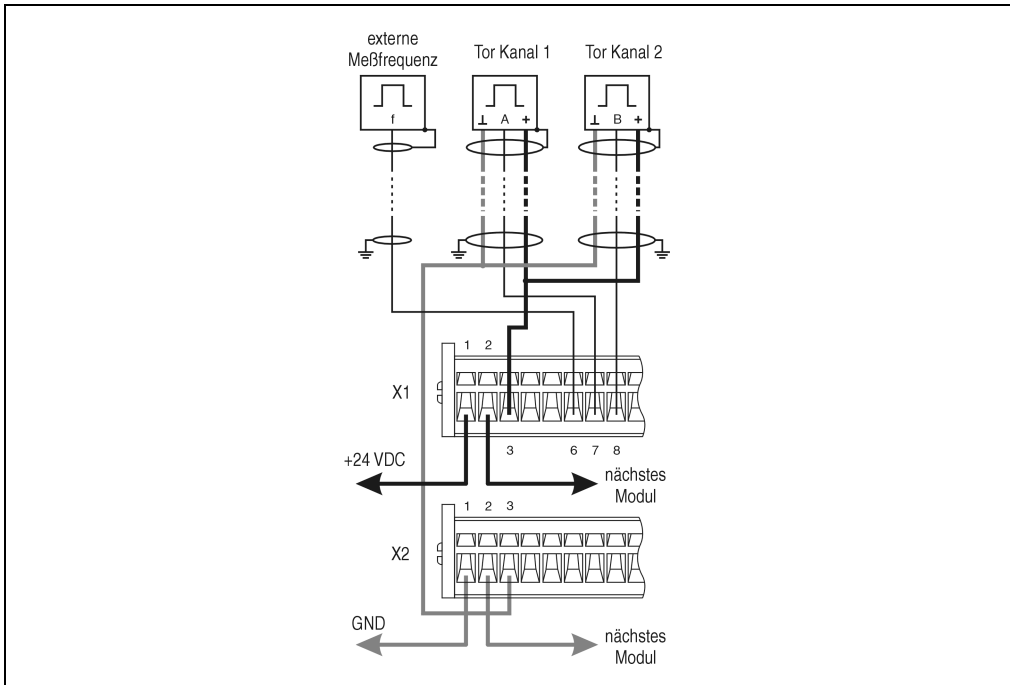 externe
Meßfrequenz
Tor Kanal 1
Tor Kanal 2
f
⊥ A +
⊥ B +
1 2
X1
3 6 7 8
+24 VDC
nächstes
Modul
1 2 3
X2
GND
nächstes
Modul